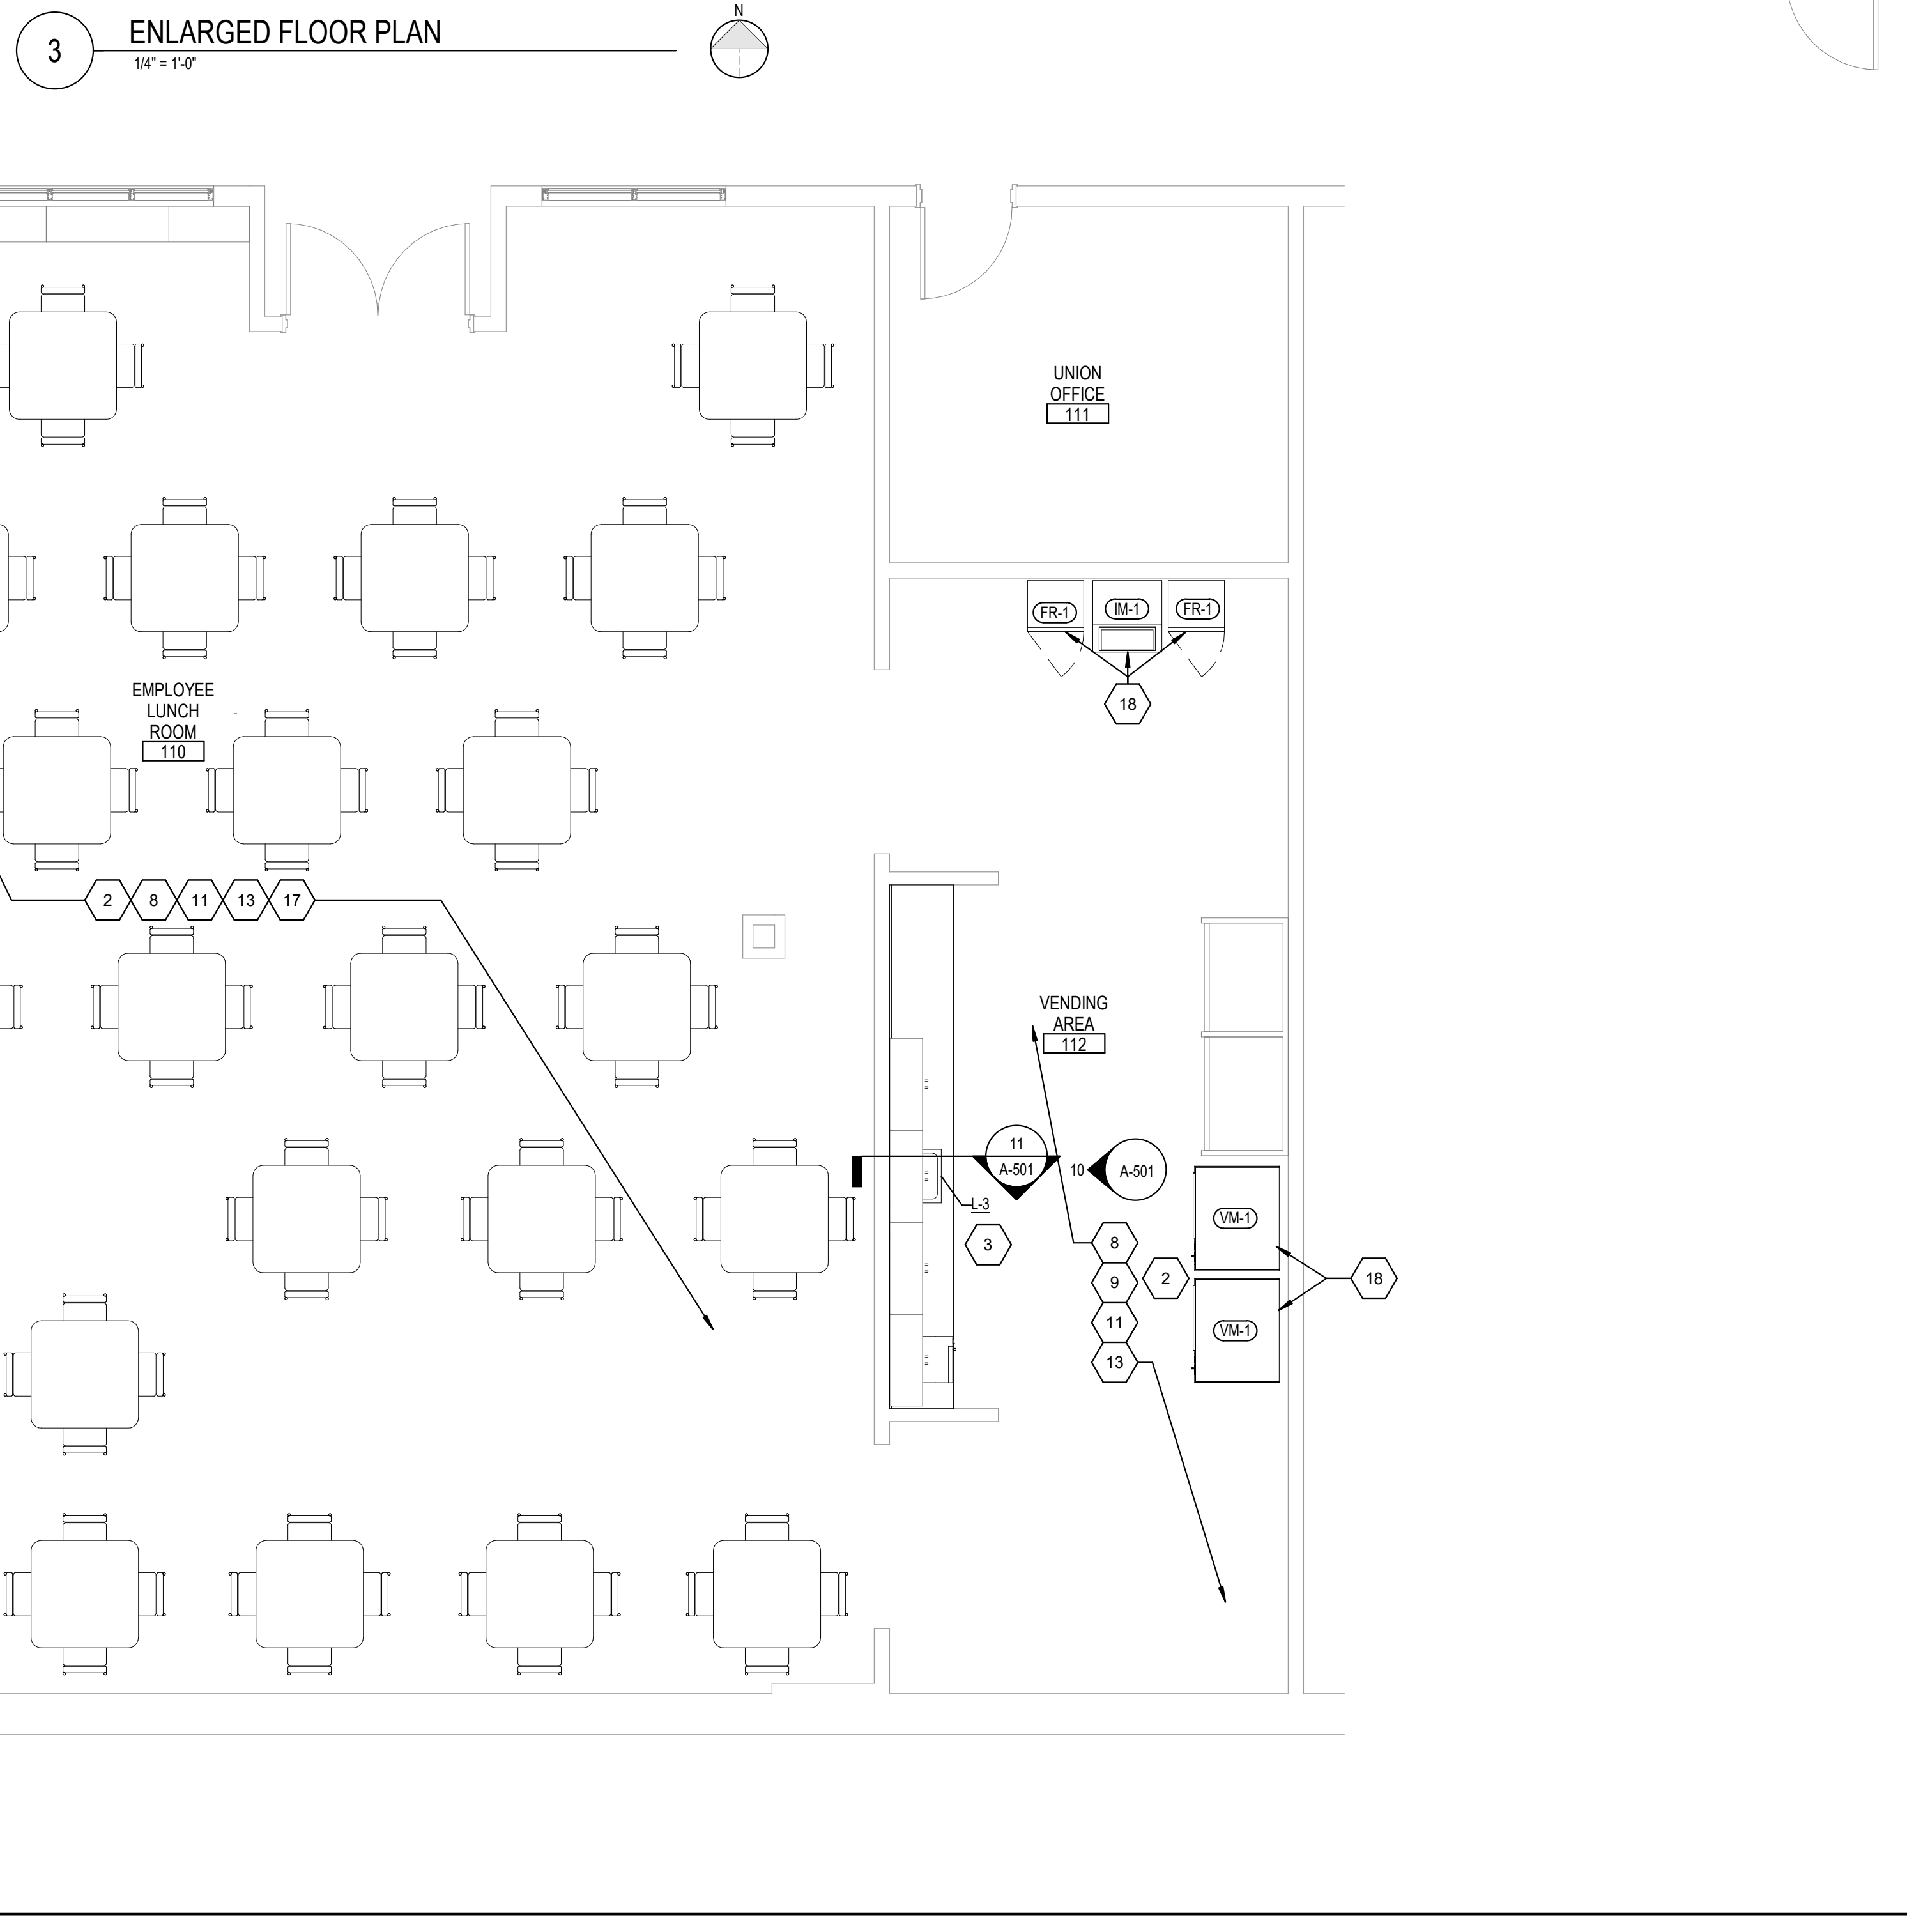 3
ENLARGED FLOOR PLAN
1/4" = 1'-0"
N
UNION
OFFICE
111
FR-1
IM-1
FR-1
18
EMPLOYEE
LUNCH
ROOM
110
2 8 11 13 17
VENDING
AREA
112
11
A-501
10
A-501
L-3
3
8
9
11
13
2
VM-1
VM-1
18